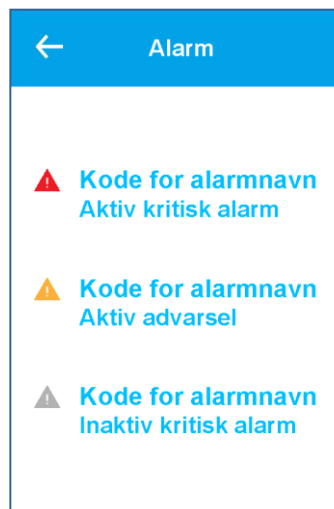 Alarm
Kode for alarmnavn
Aktiv kritisk alarm
Kode for alarmnavn
Aktiv advarsel
Kode for alarmnavn
Inaktiv kritisk alarm